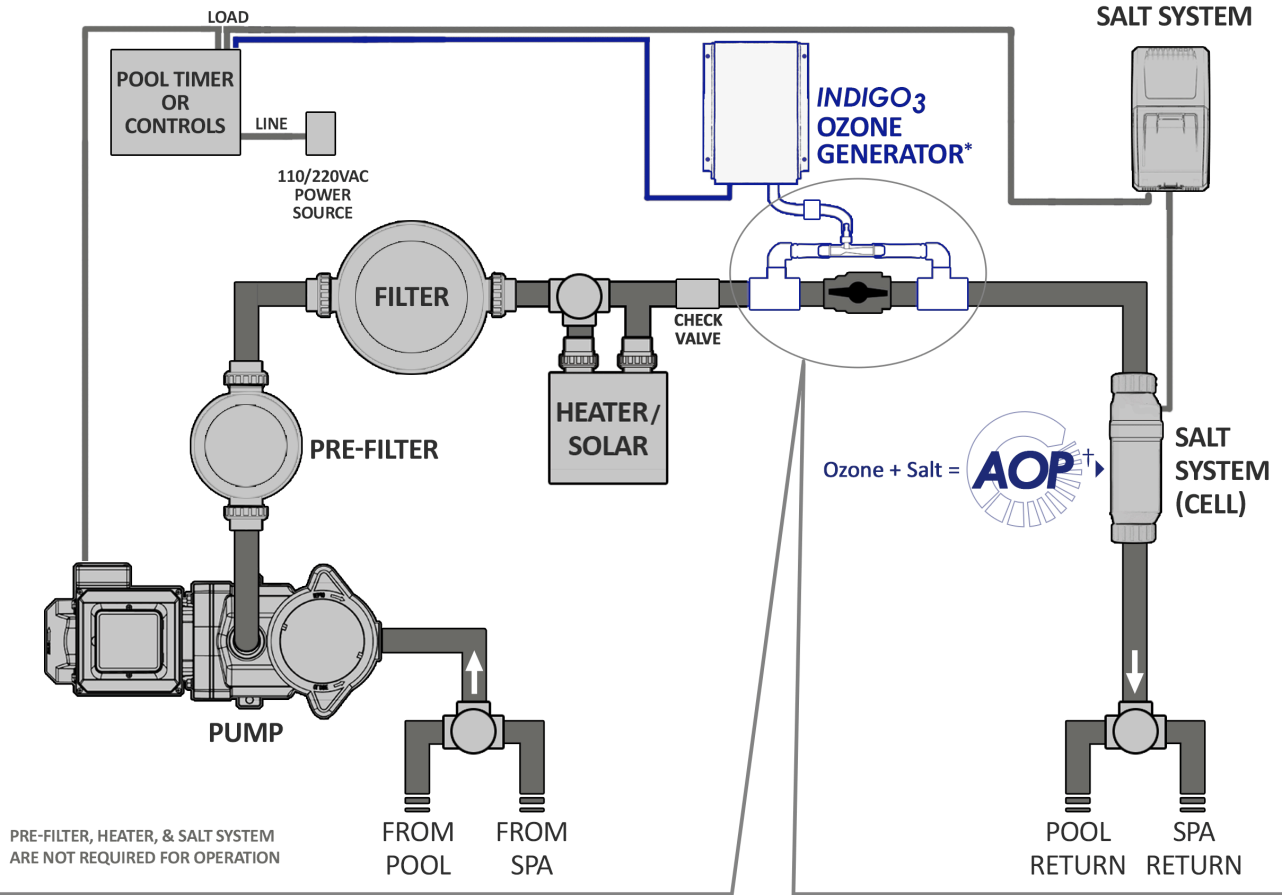 LOAD
SALT SYSTEM
POOL TIMER
OR
CONTROLS
LINE
110/220VAC
POWER
SOURCE
INDIGO3
OZONE
GENERATOR*
FILTER
CHECK
VALVE
HEATER/
SOLAR
PRE-FILTER
Ozone + Salt =
AOP†
SALT
SYSTEM
(CELL)
PUMP
PRE-FILTER, HEATER, & SALT SYSTEM
ARE NOT REQUIRED FOR OPERATION
FROM
POOL
FROM
SPA
POOL
RETURN
SPA
RETURN